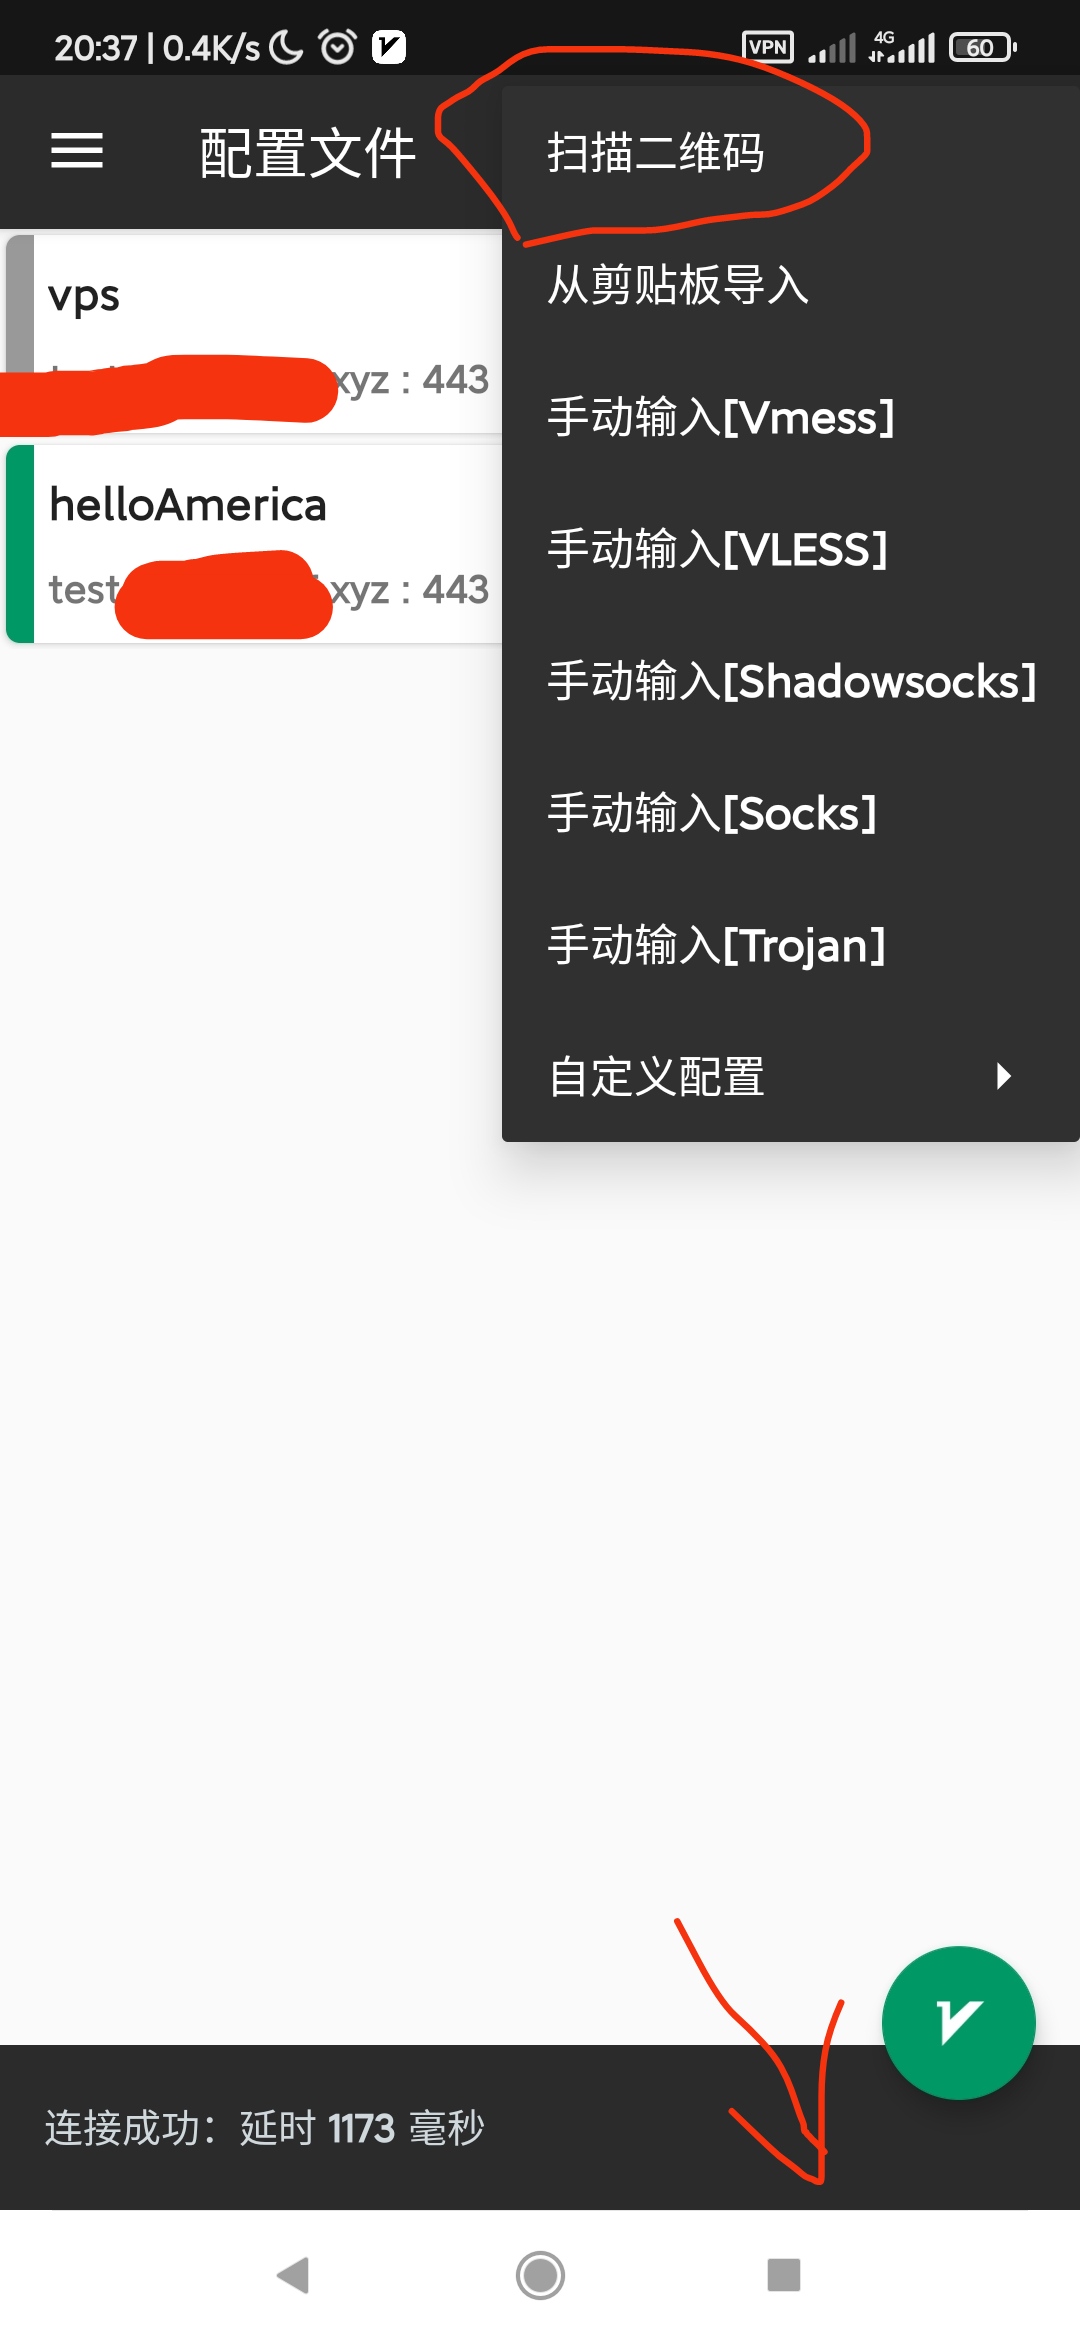 20:37 | 0.4K/s
VPN 4G 60
配置文件
扫描二维码
从剪贴板导入
手动输入[Vmess]
手动输入[VLESS]
手动输入[Shadowsocks]
手动输入[Socks]
手动输入[Trojan]
自定义配置
vps
xyz : 443
helloAmerica
test
.xyz : 443
连接成功：延时 1173 毫秒